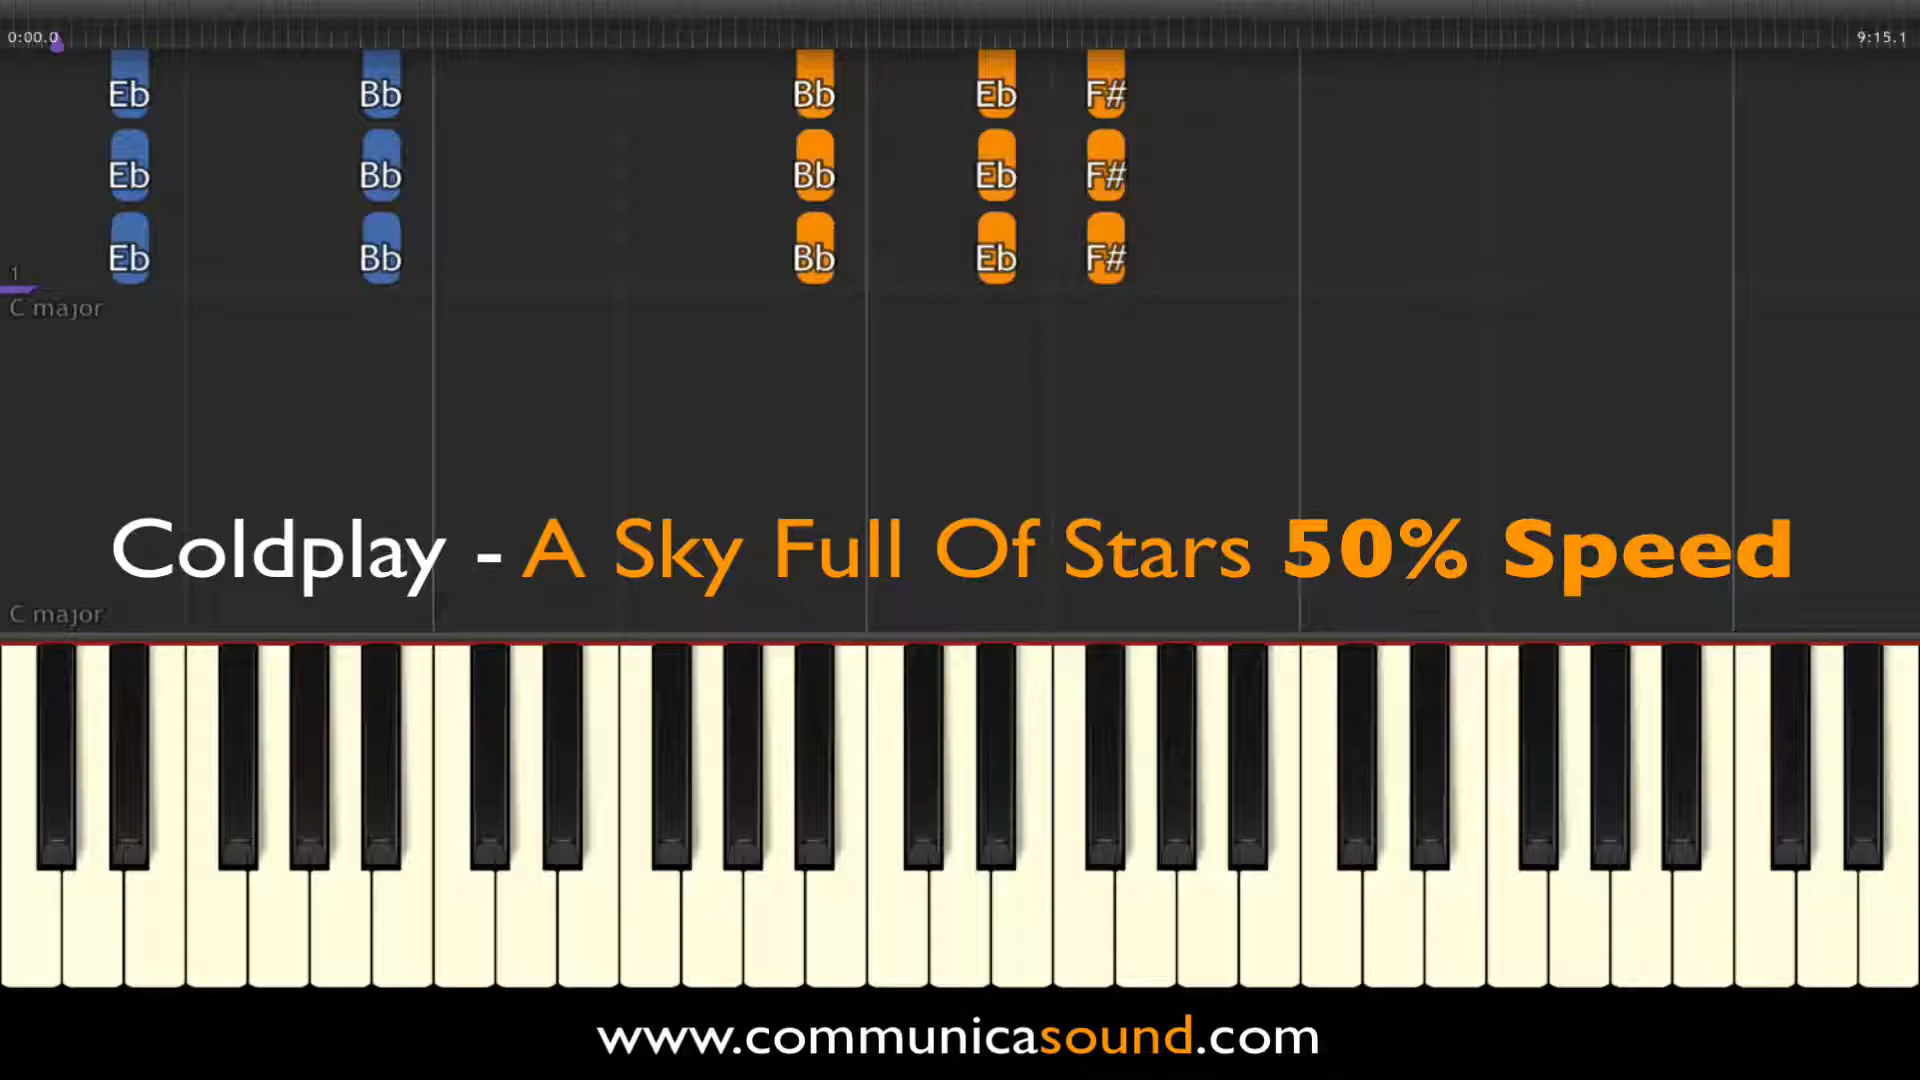 0:00.0 9:15.1
Eb Bb Bb Eb F#
Eb Bb Bb Eb F#
Eb Bb Bb Eb F#
1
C major
Coldplay - A Sky Full Of Stars 50% Speed
C major
www.communicasound.com